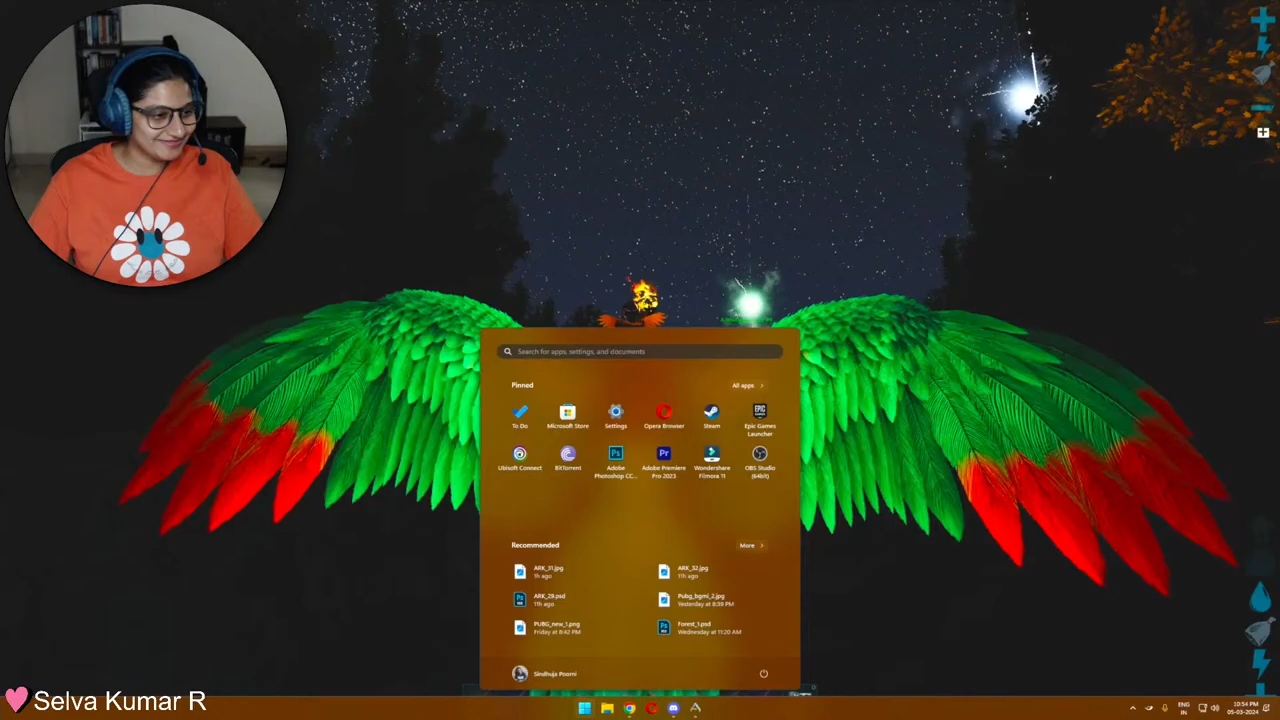 Search for apps, settings, and documents
Pinned
All apps
To Do
Microsoft Store
Settings
Opera Browser
Steam
Epic Games
Launcher
Ubisoft Connect
BitTorrent
Adobe
Photoshop CC...
Adobe Premiere
Pro 2023
Wondershare
Filmora 11
OBS Studio
(64bit)
Recommended
More
ARK_31.jpg
1h ago
ARK_32.jpg
11h ago
ARK_29.psd
11h ago
Pubg_bgmi_2.jpg
Yesterday at 8:39 PM
PUBG_new_1.png
Friday at 8:42 PM
Forest_1.psd
Wednesday at 11:20 AM
Sindhuja Poorni
Selva Kumar R
ENG
IN
10:54 PM
05-03-2024